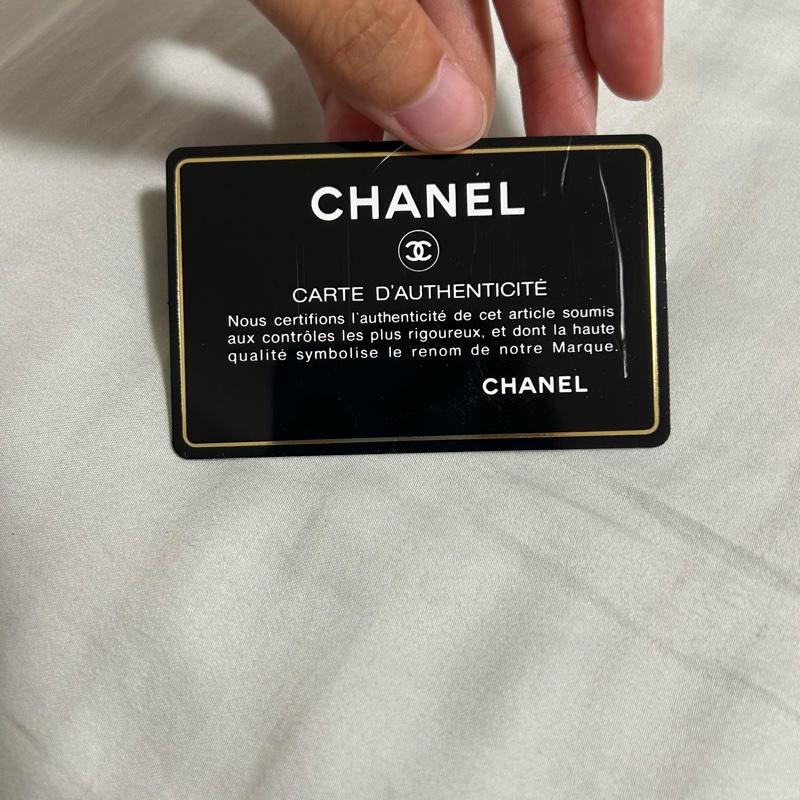 CHANEL
CARTE D'AUTHENTICITÉ
Nous certifions l'authenticité de cet article soumis
aux contrôles les plus rigoureux, et dont la haute
qualité symbolise le renom de notre Marque.
CHANEL